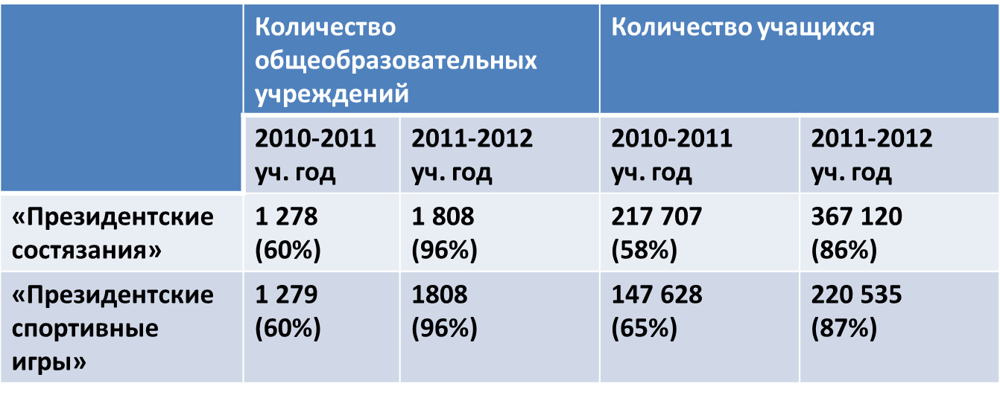 Количество
общеобразовательных
учреждений
Количество учащихся
2010-2011
уч. год
2011-2012
уч. год
2010-2011
уч. год
2011-2012
уч. год
«Президентские
состязания»
1 278
(60%)
1 808
(96%)
217 707
(58%)
367 120
(86%)
«Президентские
спортивные
игры»
1 279
(60%)
1808
(96%)
147 628
(65%)
220 535
(87%)